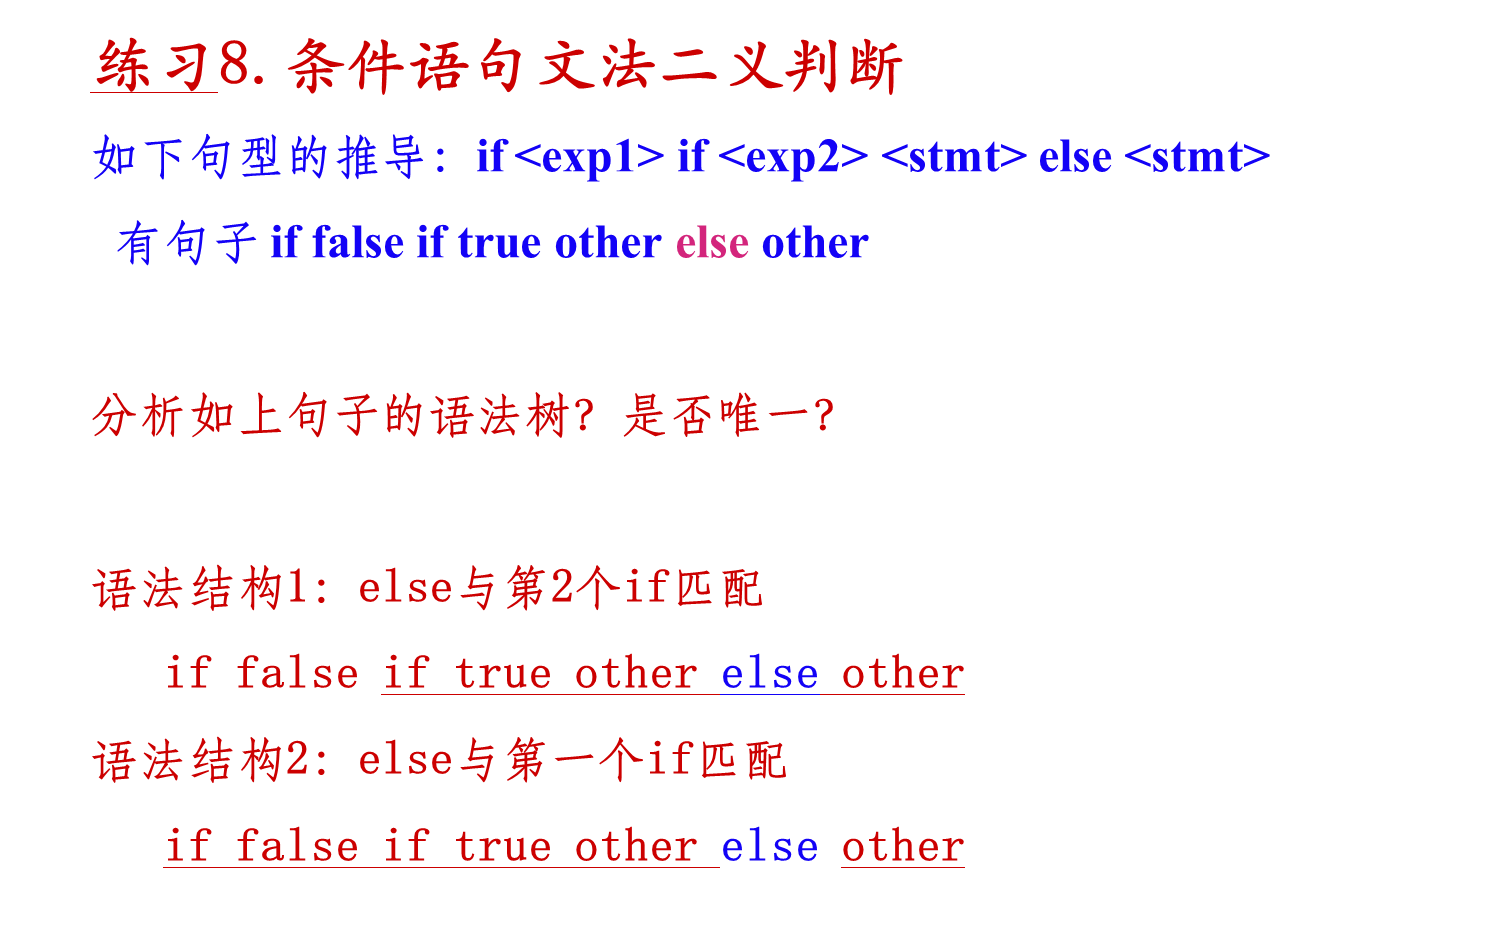 练习8.条件语句文法二义判断
如下句型的推导：if <exp1> if <exp2> <stmt> else <stmt>
有句子 if false if true other else other
分析如上句子的语法树？是否唯一？
语法结构1：else与第2个if匹配
if false if true other else other
语法结构2：else与第一个if匹配
if false if true other else other